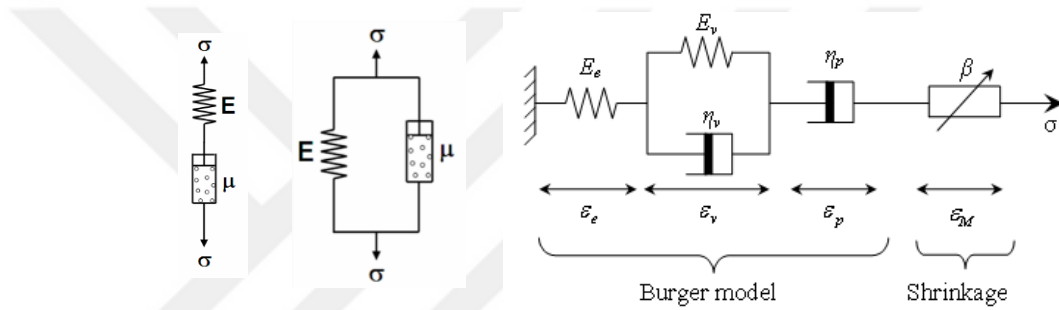 σ
E
μ
σ
σ
E
μ
σ
E_e
E_v
η_v
η_p
β
σ
ε_e
ε_v
ε_p
ε_M
Burger model
Shrinkage